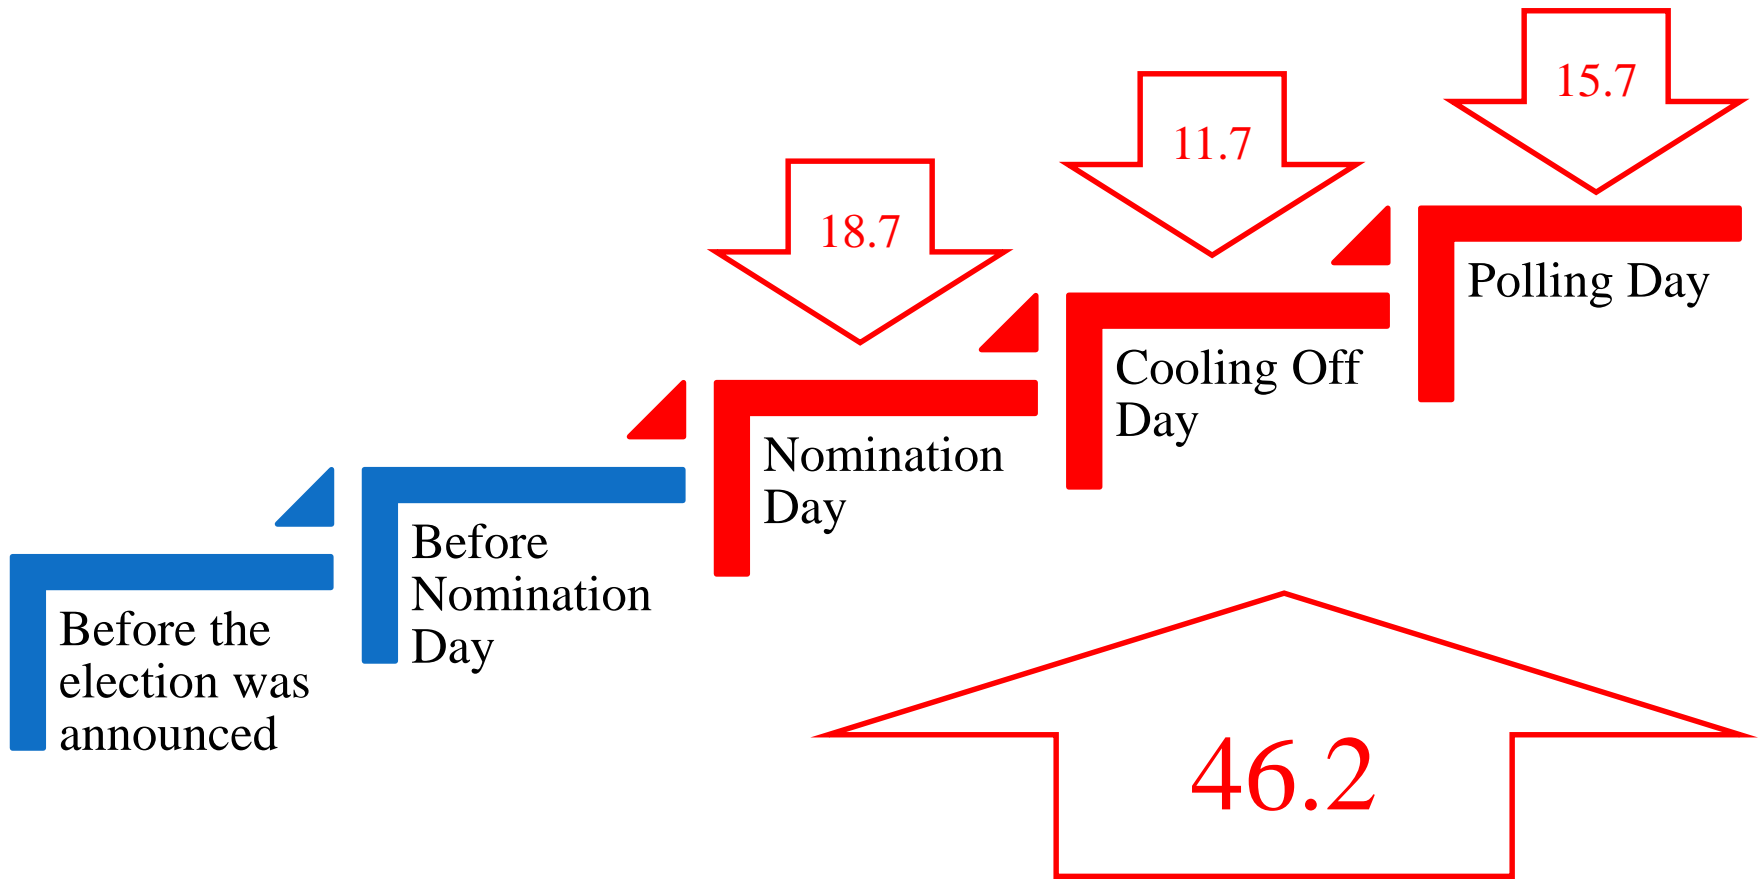 15.7
11.7
18.7
Polling Day
Cooling Off
Day
Nomination
Day
Before
Nomination
Day
Before the
election was
announced
46.2